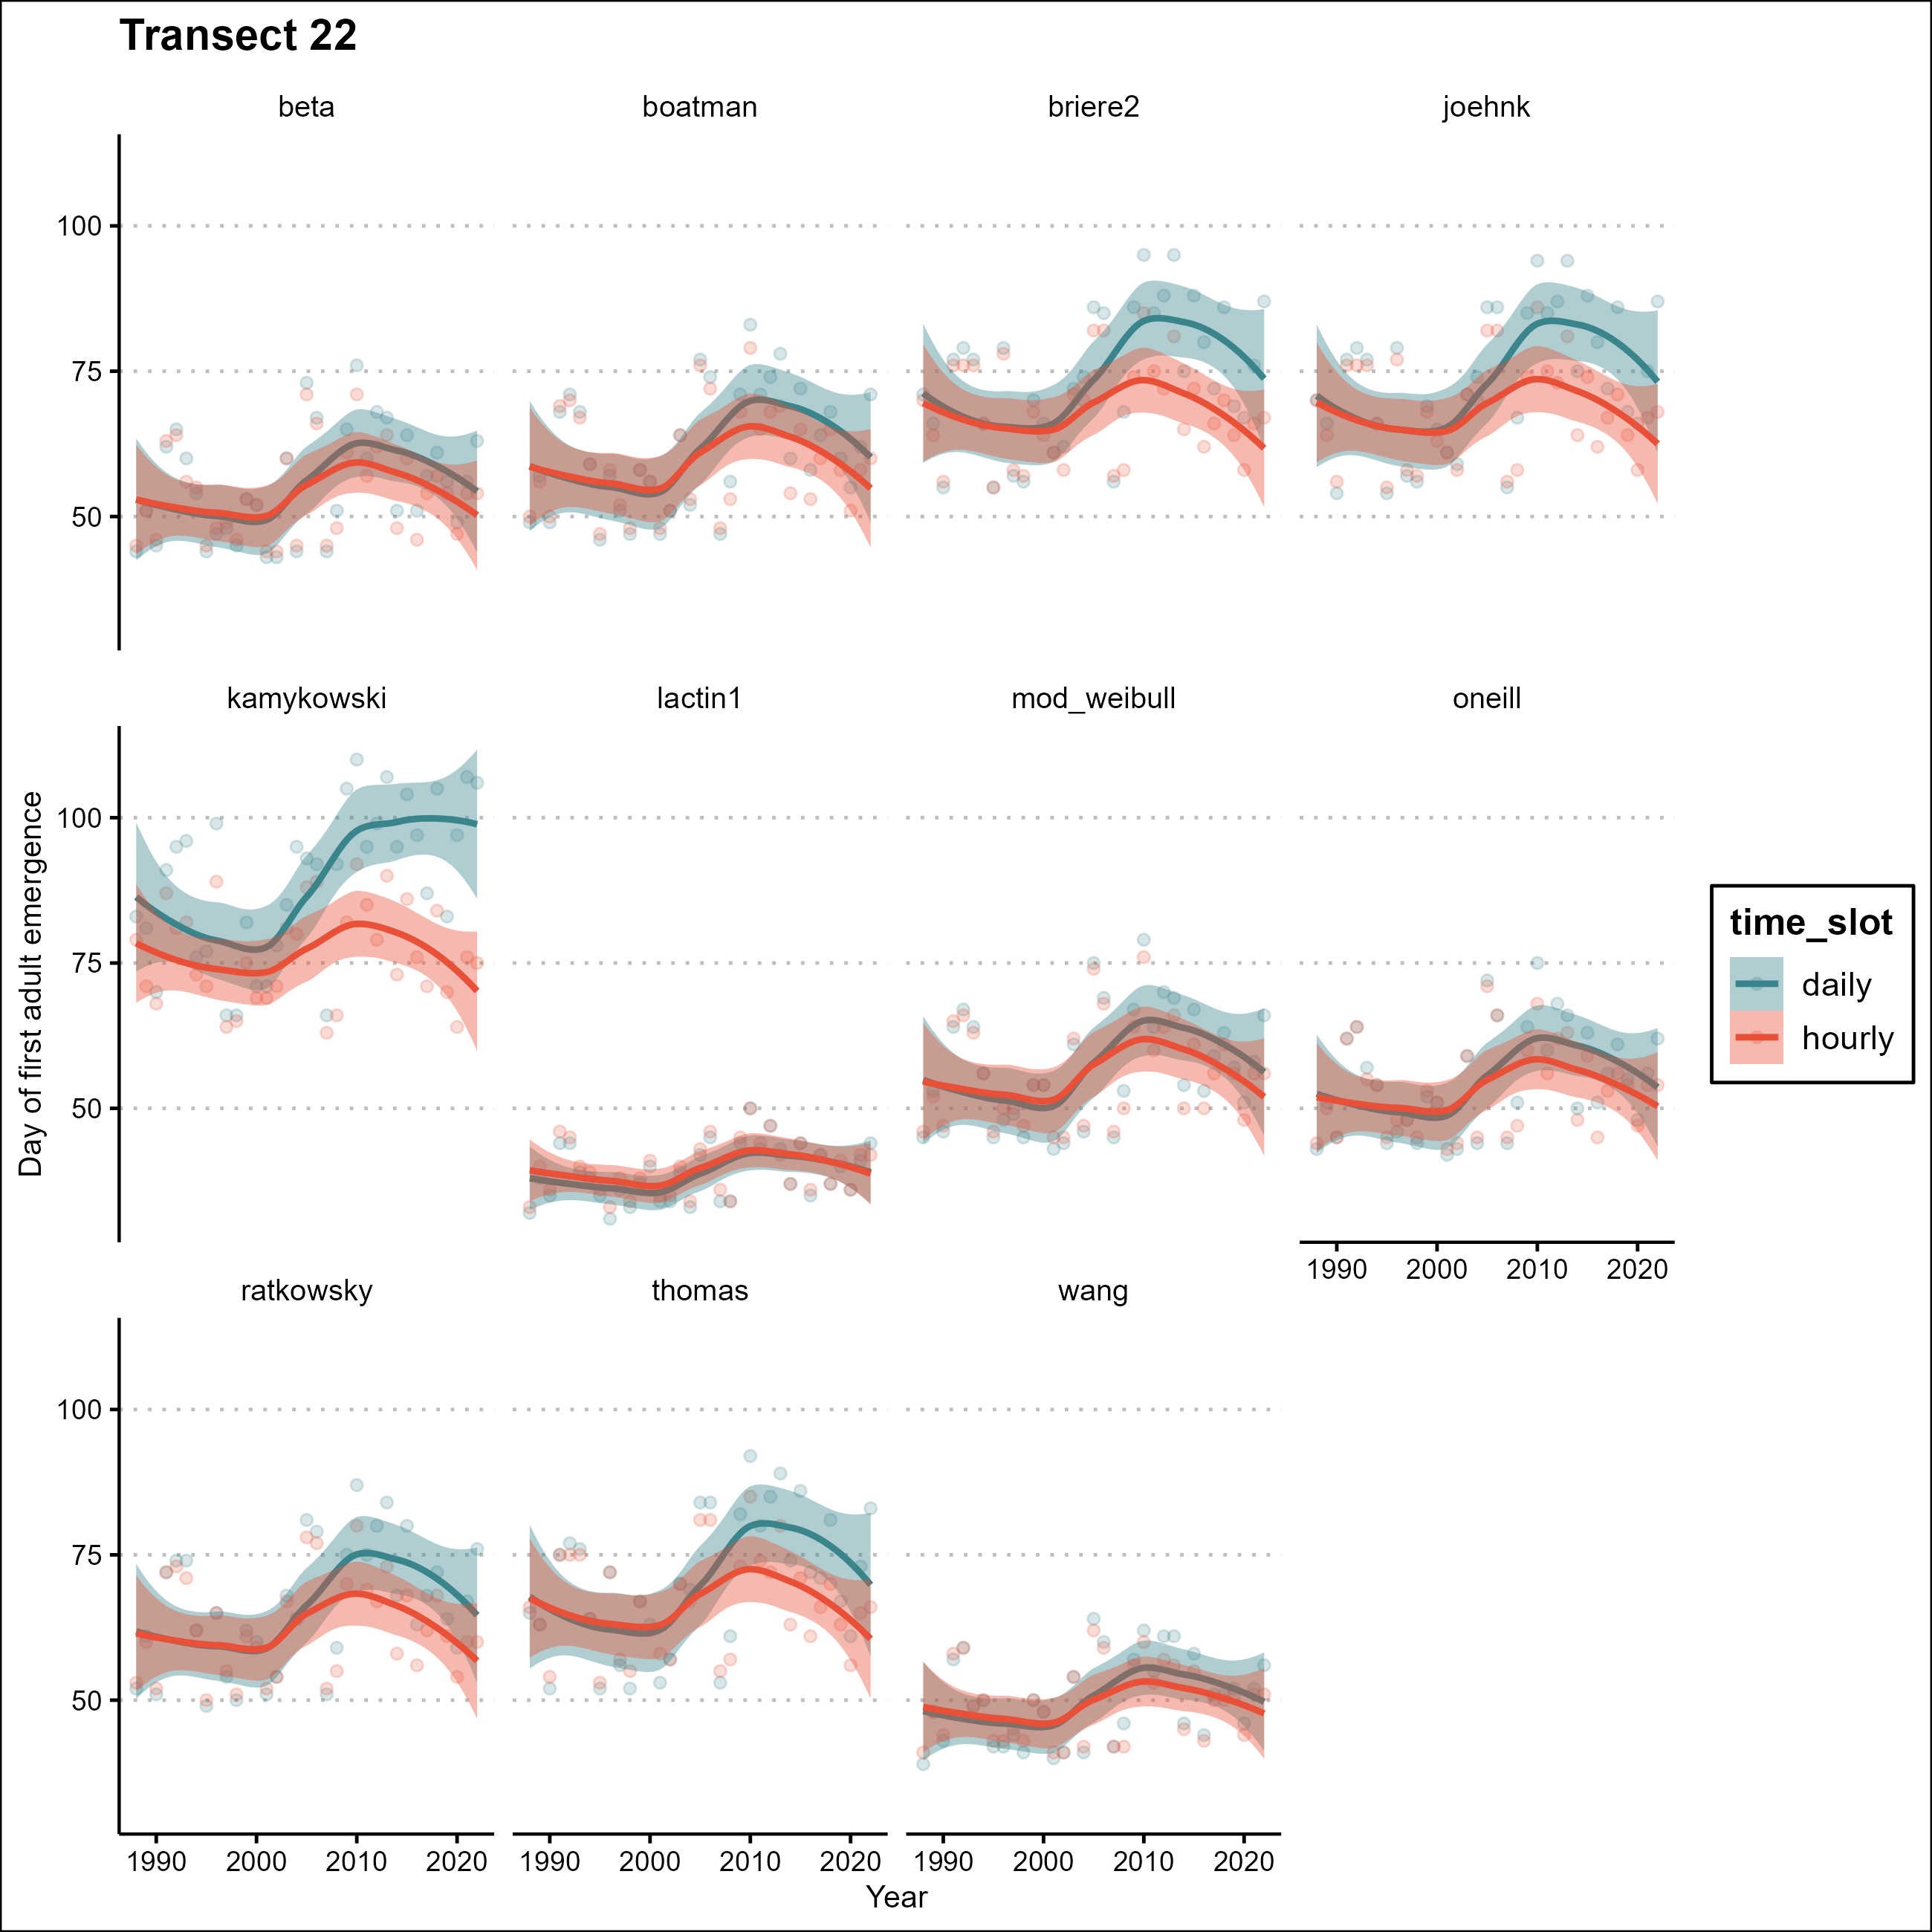 Transect 22
beta boatman briere2 joehnk
100
75
50
kamykowski lactin1 mod_weibull oneill
100
75
50
1990 2000 2010 2020
ratkowsky thomas wang
100
75
50
1990 2000 2010 2020 1990 2000 2010 2020 1990 2000 2010 2020
Year
Day of first adult emergence
time_slot
daily
hourly